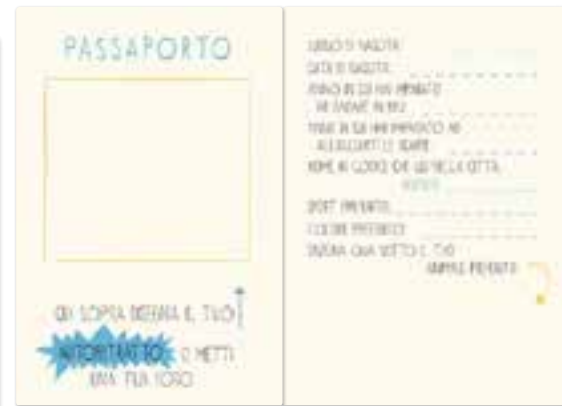 PASSAPORTO
QUI SOPRA DISEGNA IL TUO
AUTORITRATTO O METTI
UNA TUA FOTO
LUOGO DI NASCITA
DATA DI NASCITA
ANNO IN CUI HAI IMPARATO
AD ANDARE IN BICI
ANNO IN CUI HAI IMPARATO AD
ALLACCIARTI LE SCARPE
NOME IN CODICE CHE USI NELLA CITTÀ
SPORT PREFERITO
COLORE PREFERITO
DISEGNA QUA SOTTO IL TUO
ANIMALE PREFERITO